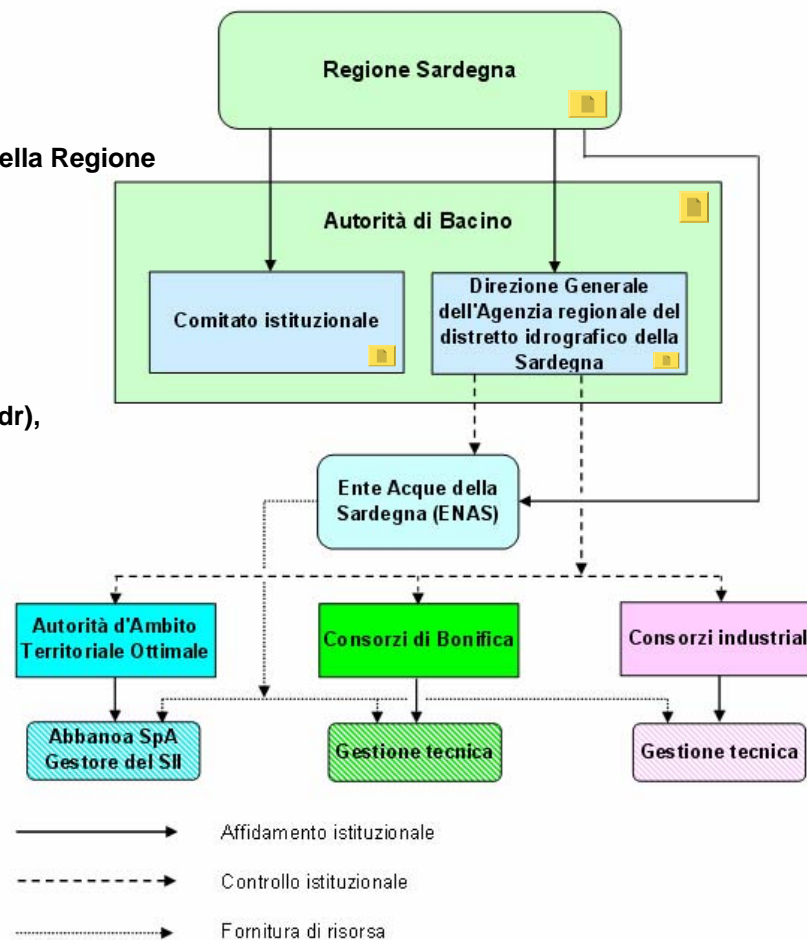 Regione Sardegna
ella Regione
Autorità di Bacino
Comitato istituzionale
Direzione Generale
dell'Agenzia regionale del
distretto idrografico della
Sardegna
dr),
Ente Acque della
Sardegna (ENAS)
Autorità d'Ambito
Territoriale Ottimale
Consorzi di Bonifica
Consorzi industrial
Abbanoa SpA
Gestore del SII
Gestione tecnica
Gestione tecnica
Affidamento istituzionale
Controllo istituzionale
Fornitura di risorsa